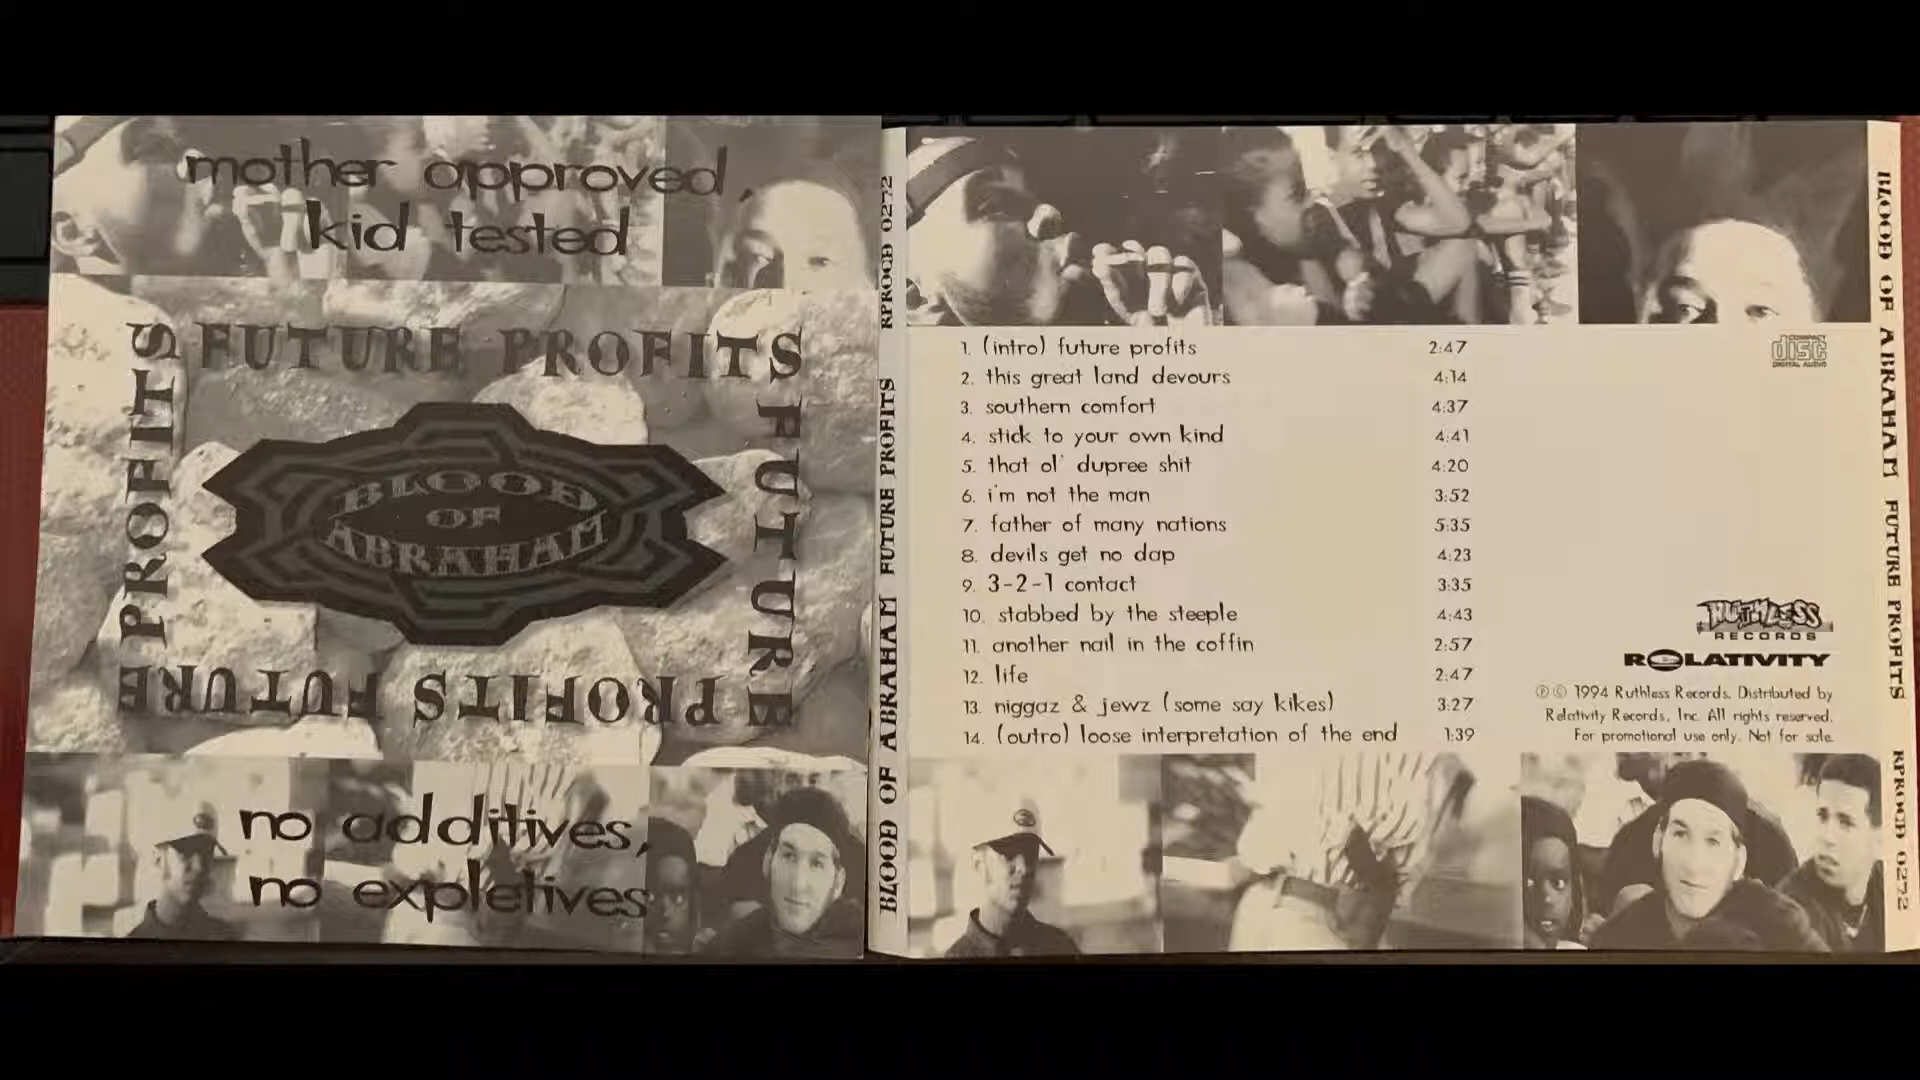 mother approved,
kid tested
FUTURE PROFITS
FUTURE
PROFITS
FUTURE
PROFITS
BLOOD
OF
ABRAHAM
no additives,
no expletives
BLOOD OF ABRAHAM FUTURE PROFITS RPROCD 0272
1. (intro) future profits 2:47
2. this great land devours 4:14
3. southern comfort 4:37
4. stick to your own kind 4:41
5. that ol' dupree shit 4:20
6. i'm not the man 3:52
7. father of many nations 5:35
8. devils get no dap 4:23
9. 3-2-1 contact 3:35
10. stabbed by the steeple 4:43
11. another nail in the coffin 2:57
12. life 2:47
13. niggaz & jewz (some say kikes) 3:27
14. (outro) loose interpretation of the end 1:39
COMPACT
disc
DIGITAL AUDIO
RUTHLESS
RECORDS
RELATIVITY
℗ © 1994 Ruthless Records. Distributed by
Relativity Records, Inc. All rights reserved.
For promotional use only. Not for sale.
BLOOD OF ABRAHAM FUTURE PROFITS RPROCD 0272